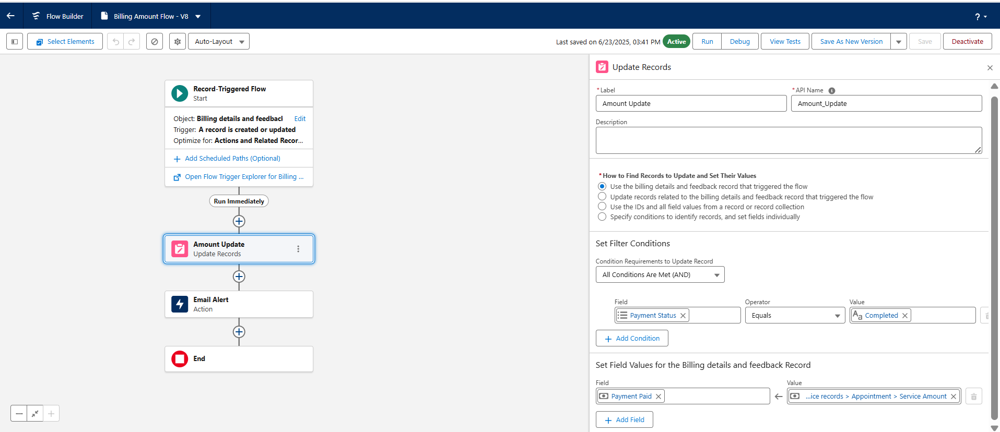 Flow Builder
Billing Amount Flow - V8
?
Select Elements
Auto-Layout
Last saved on 6/23/2025, 03:41 PM
Active
Run
Debug
View Tests
Save As New Version
Save
Deactivate
Record-Triggered Flow
Start
Object: Billing details and feedbacl
Edit
Trigger: A record is created or updated
Optimize for: Actions and Related Recor...
Add Scheduled Paths (Optional)
Open Flow Trigger Explorer for Billing ...
Run Immediately
Amount Update
Update Records
Email Alert
Action
End
Update Records
*Label
*API Name
Amount Update
Amount_Update
Description
*How to Find Records to Update and Set Their Values
Use the billing details and feedback record that triggered the flow
Update records related to the billing details and feedback record that triggered the flow
Use the IDs and all field values from a record or record collection
Specify conditions to identify records, and set fields individually
Set Filter Conditions
Condition Requirements to Update Record
All Conditions Are Met (AND)
Field
Operator
Value
Payment Status
Equals
Aa Completed
Add Condition
Set Field Values for the Billing details and feedback Record
Field
Value
Payment Paid
...ice records > Appointment > Service Amount
Add Field